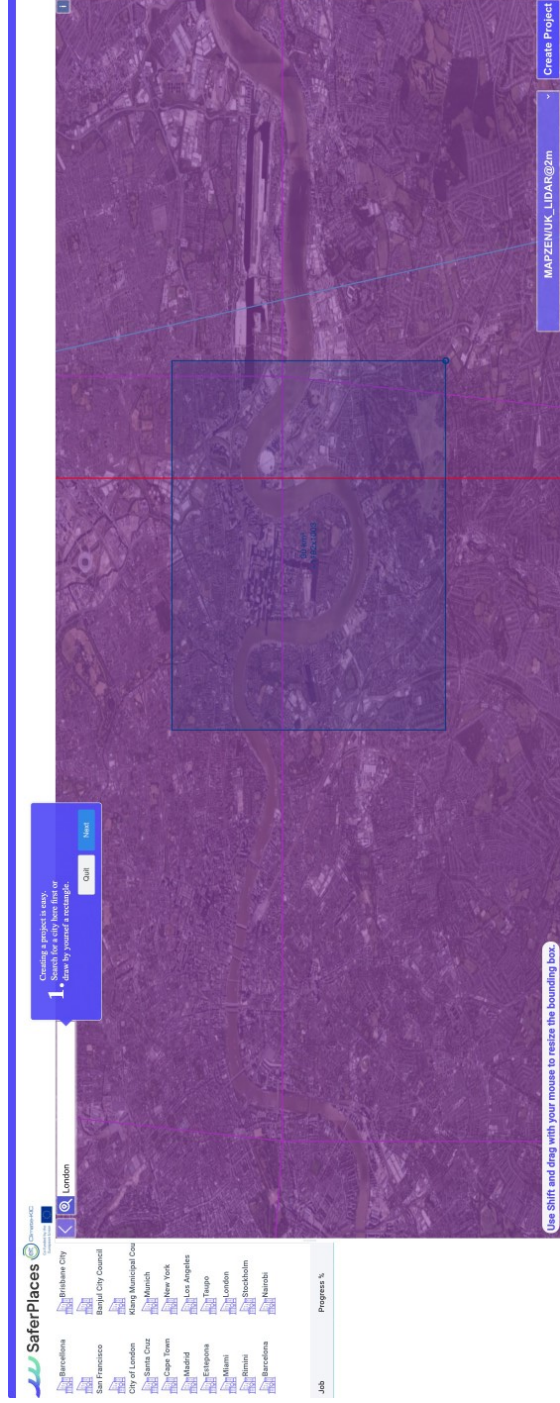 SaferPlaces
Climate-KIC
London
Creating a project is easy.
1. Search for a city here first or
draw by yourself a rectangle.
Quit
Next
Barcellona
Brisbane City
San Francisco
Banjul City Council
City of London
Klang Municipal Cou
Santa Cruz
Munich
Cape Town
New York
Madrid
Los Angeles
Estepona
Taupo
Miami
London
Rimini
Stockholm
Barcelona
Nairobi
Job
Progress %
Use Shift and drag with your mouse to resize the bounding box.
MAPZEN/UK_LIDAR@2m
Create Project